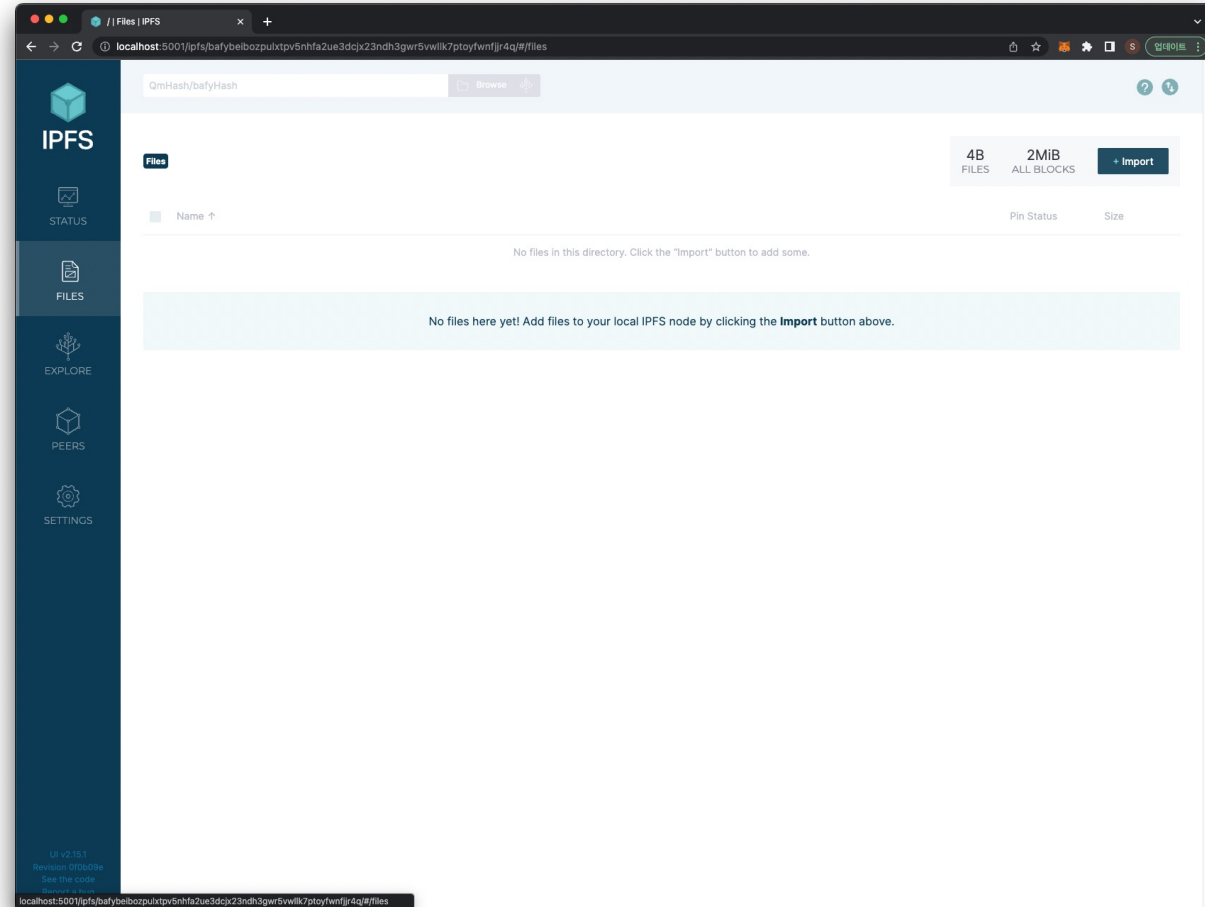 / | Files | IPFS
localhost:5001/ipfs/bafybeibozpulxtpv5nhfa2ue3dcjx23ndh3gwr5vwllk7ptoyfwnfjjr4q/#/files
S 업데이트
IPFS
QmHash/bafyHash
Browse
Files
4B
FILES
2MiB
ALL BLOCKS
+ Import
Name ↑
Pin Status
Size
No files in this directory. Click the "Import" button to add some.
No files here yet! Add files to your local IPFS node by clicking the Import button above.
STATUS
FILES
EXPLORE
PEERS
SETTINGS
UI v2.15.1
Revision 0f0b09e
See the code
Report a bug
localhost:5001/ipfs/bafybeibozpulxtpv5nhfa2ue3dcjx23ndh3gwr5vwllk7ptoyfwnfjjr4q/#/files